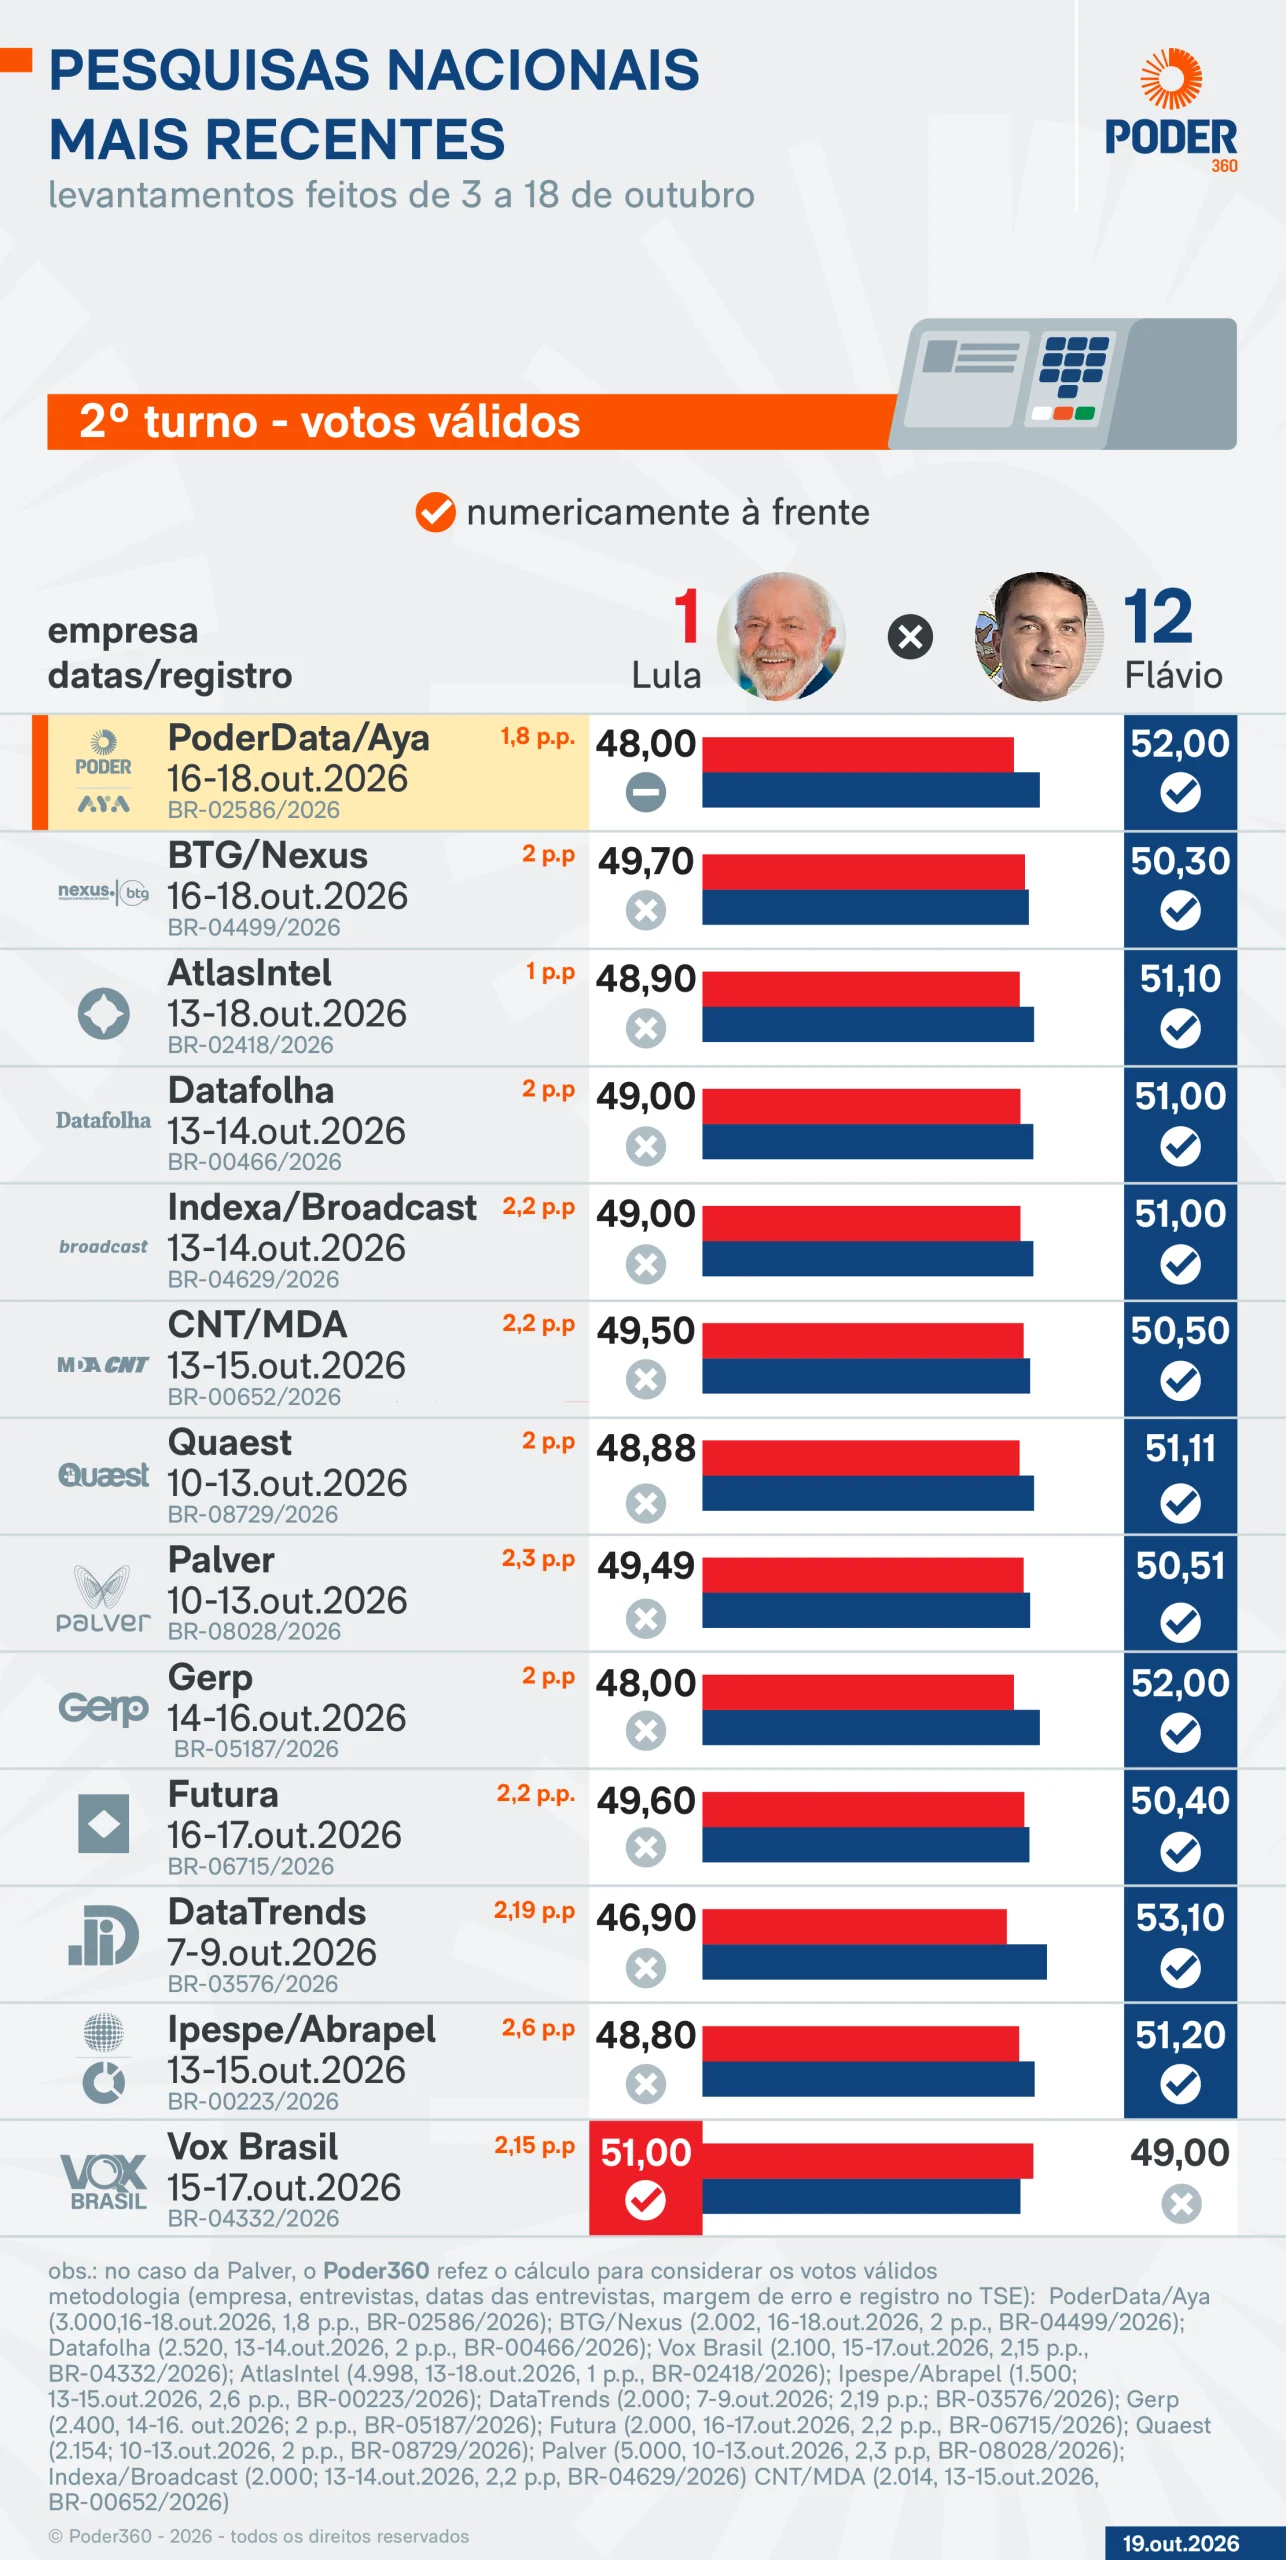 PESQUISAS NACIONAIS
MAIS RECENTES
levantamentos feitos de 3 a 18 de outubro
PODER
360
2º turno - votos válidos
numericamente à frente
empresa
datas/registro
1
Lula
12
Flávio
PODER
AYA
PoderData/Aya
1,8 p.p.
16-18.out.2026
BR-02586/2026
48,00
52,00
nexus. btg
BTG/Nexus
2 p.p
16-18.out.2026
BR-04499/2026
49,70
50,30
AtlasIntel
1 p.p
13-18.out.2026
BR-02418/2026
48,90
51,10
Datafolha
Datafolha
2 p.p
13-14.out.2026
BR-00466/2026
49,00
51,00
broadcast
Indexa/Broadcast
2,2 p.p
13-14.out.2026
BR-04629/2026
49,00
51,00
MDA CNT
CNT/MDA
2,2 p.p
13-15.out.2026
BR-00652/2026
49,50
50,50
Quæst
Quaest
2 p.p
10-13.out.2026
BR-08729/2026
48,88
51,11
PALVER
Palver
2,3 p.p
10-13.out.2026
BR-08028/2026
49,49
50,51
Gerp
Gerp
2 p.p
14-16.out.2026
BR-05187/2026
48,00
52,00
Futura
2,2 p.p.
16-17.out.2026
BR-06715/2026
49,60
50,40
DataTrends
2,19 p.p
7-9.out.2026
BR-03576/2026
46,90
53,10
Ipespe/Abrapel
2,6 p.p
13-15.out.2026
BR-00223/2026
48,80
51,20
VOX
BRASIL
Vox Brasil
2,15 p.p
15-17.out.2026
BR-04332/2026
51,00
49,00
obs.: no caso da Palver, o Poder360 refez o cálculo para considerar os votos válidos
metodologia (empresa, entrevistas, datas das entrevistas, margem de erro e registro no TSE): PoderData/Aya
(3.000,16-18.out.2026, 1,8 p.p., BR-02586/2026); BTG/Nexus (2.002, 16-18.out.2026, 2 p.p., BR-04499/2026);
Datafolha (2.520, 13-14.out.2026, 2 p.p., BR-00466/2026); Vox Brasil (2.100, 15-17.out.2026, 2,15 p.p.,
BR-04332/2026); AtlasIntel (4.998, 13-18.out.2026, 1 p.p., BR-02418/2026); Ipespe/Abrapel (1.500;
13-15.out.2026, 2,6 p.p., BR-00223/2026); DataTrends (2.000; 7-9.out.2026; 2,19 p.p.; BR-03576/2026); Gerp
(2.400, 14-16. out.2026; 2 p.p., BR-05187/2026); Futura (2.000, 16-17.out.2026, 2,2 p.p., BR-06715/2026); Quaest
(2.154; 10-13.out.2026, 2 p.p., BR-08729/2026); Palver (5.000, 10-13.out.2026, 2,3 p.p, BR-08028/2026);
Indexa/Broadcast (2.000; 13-14.out.2026, 2,2 p.p, BR-04629/2026) CNT/MDA (2.014, 13-15.out.2026,
BR-00652/2026)
© Poder360 - 2026 - todos os direitos reservados
19.out.2026